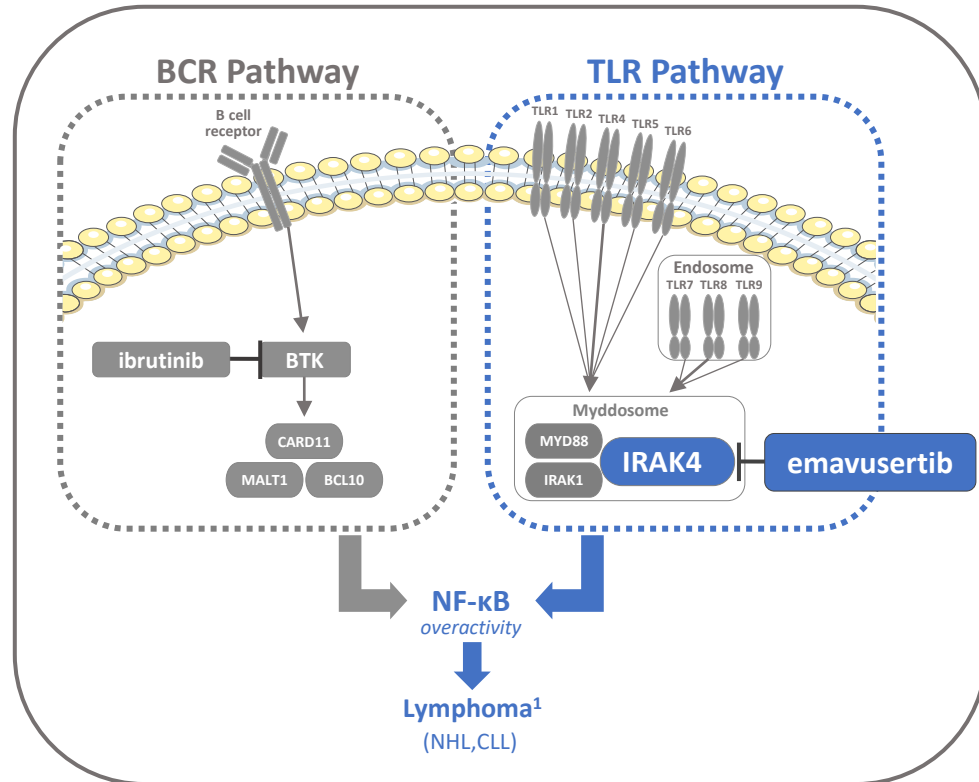 BCR Pathway
B cell
receptor
ibrutinib
BTK
CARD11
MALT1
BCL10
TLR Pathway
TLR1
TLR2
TLR4
TLR5
TLR6
Endosome
TLR7
TLR8
TLR9
Myddosome
MYD88
IRAK1
IRAK4
emavusertib
NF-κB
overactivity
Lymphoma¹
(NHL,CLL)